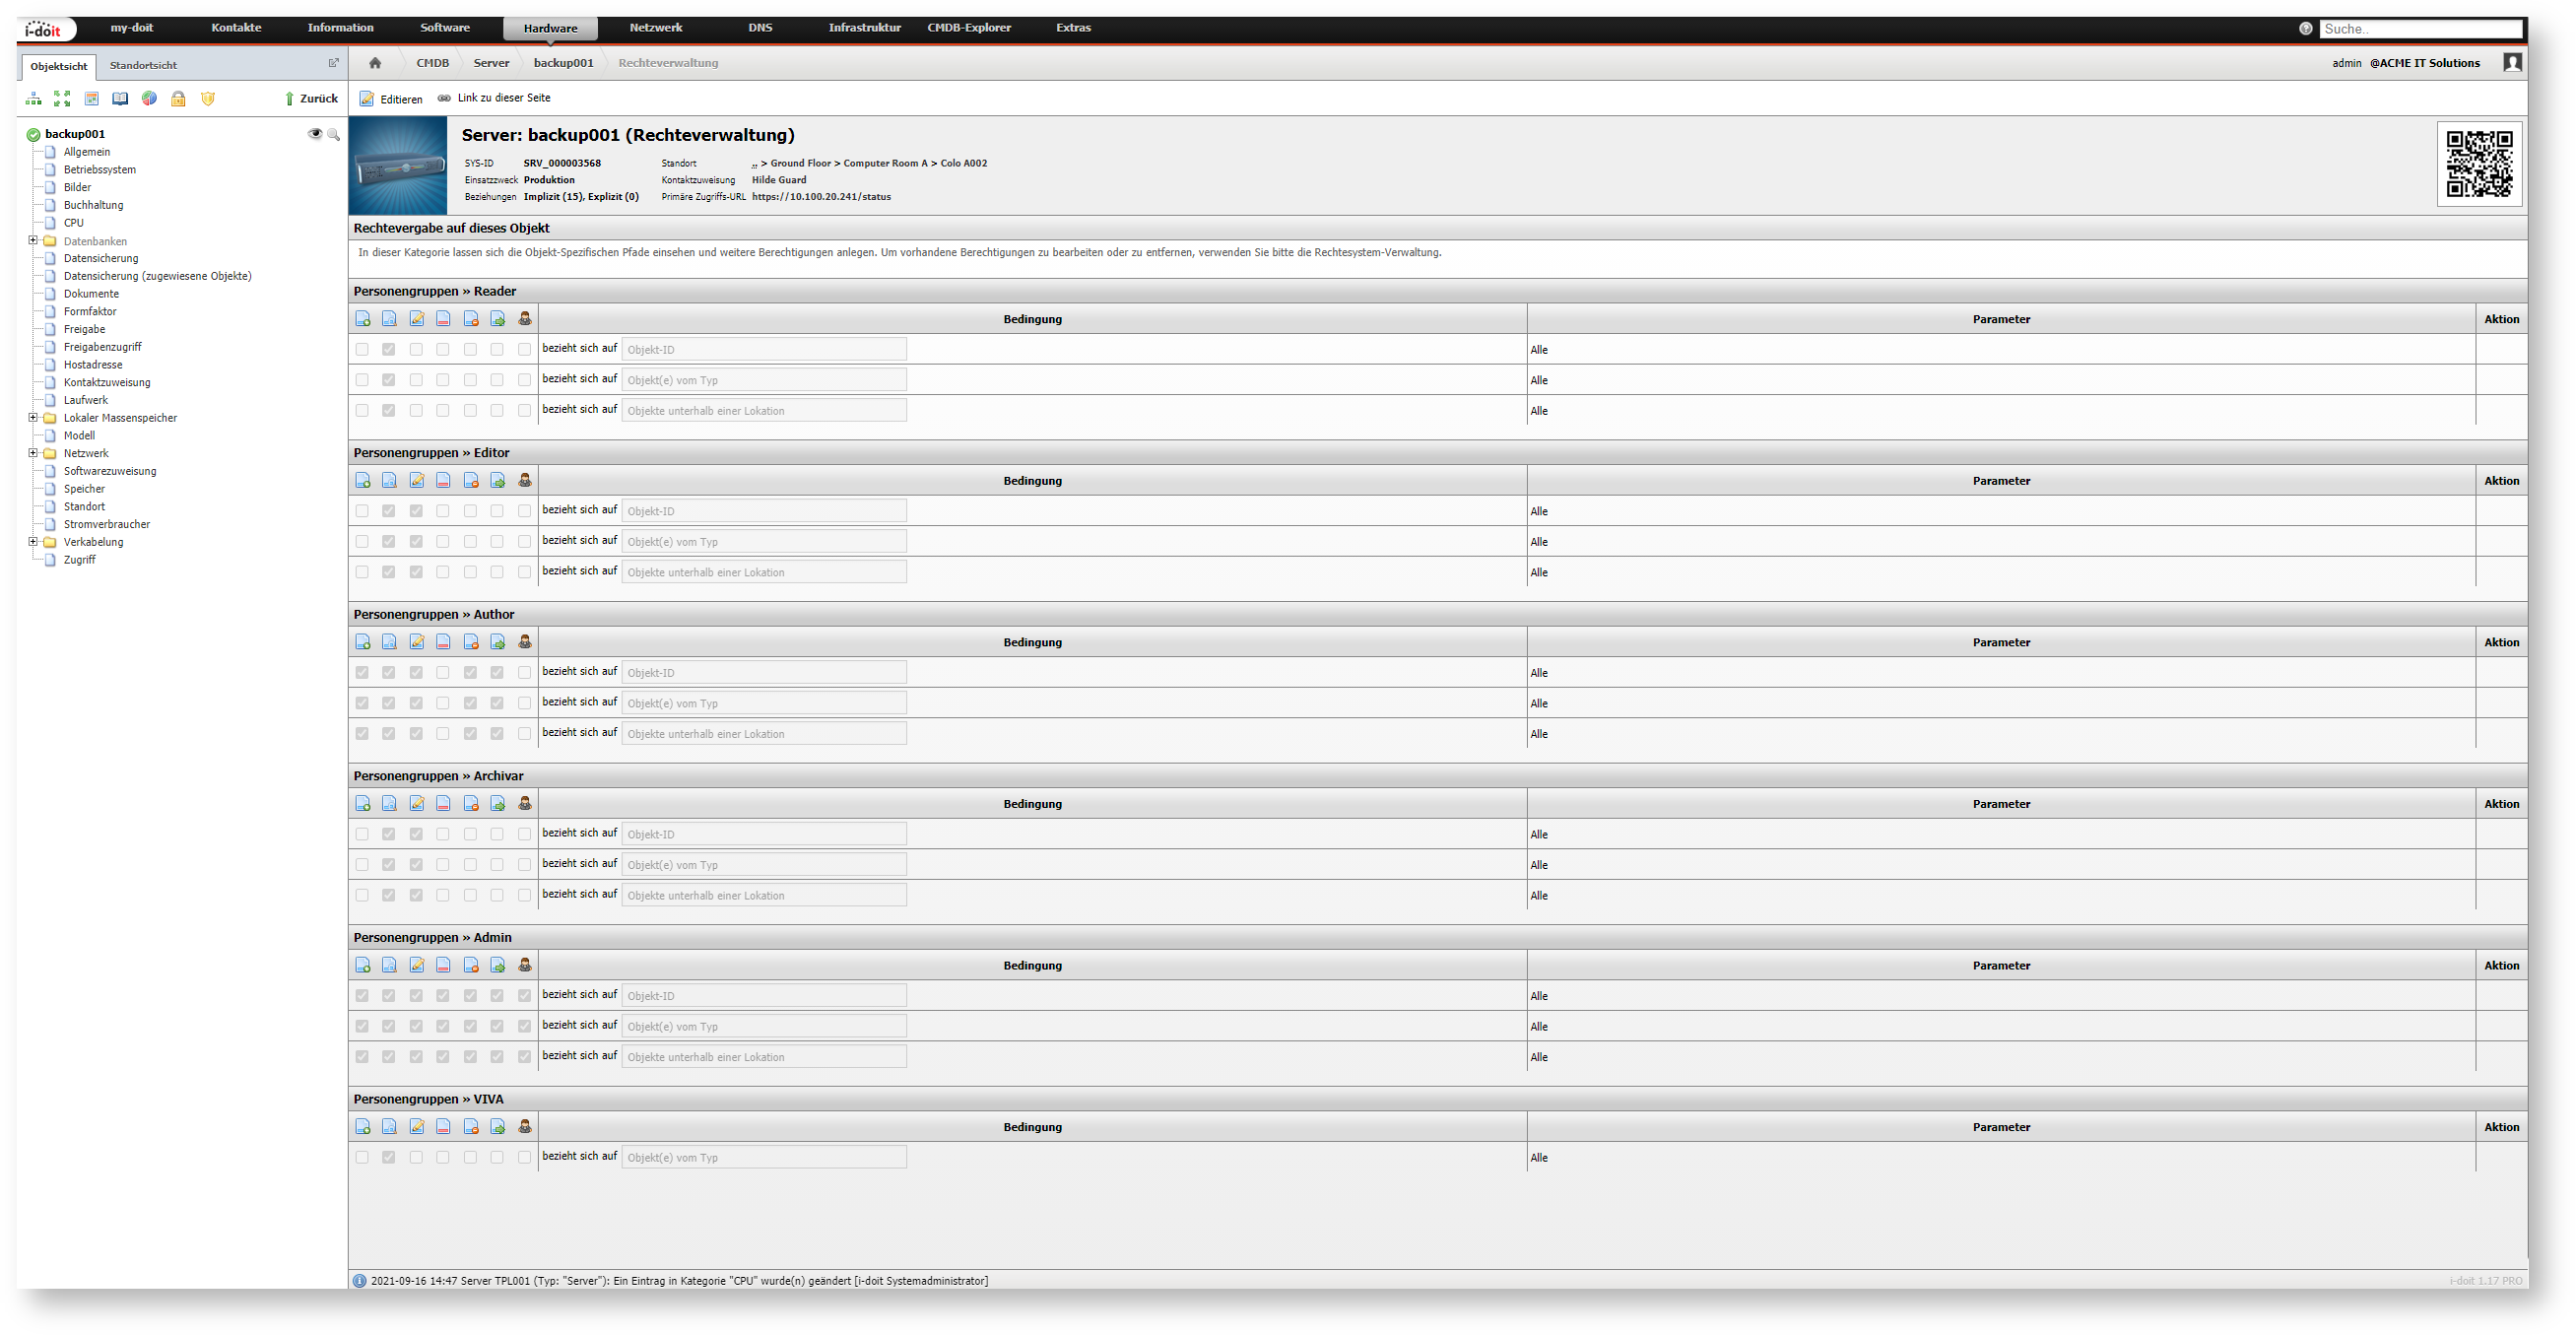 i-doit my-doit Kontakte Information Software Hardware Netzwerk DNS Infrastruktur CMDB-Explorer Extras Suche..
Objektsicht Standortsicht
CMDB Server backup001 Rechteverwaltung
admin @ACME IT Solutions
Zurück
Editieren Link zu dieser Seite
backup001
Allgemein
Betriebssystem
Bilder
Buchhaltung
CPU
Datenbanken
Datensicherung
Datensicherung (zugewiesene Objekte)
Dokumente
Formfaktor
Freigabe
Freigabenzugriff
Hostadresse
Kontaktzuweisung
Laufwerk
Lokaler Massenspeicher
Modell
Netzwerk
Softwarezuweisung
Speicher
Standort
Stromverbraucher
Verkabelung
Zugriff
Server: backup001 (Rechteverwaltung)
SYS-ID SRV_000003568 Standort .. > Ground Floor > Computer Room A > Colo A002
Einsatzzweck Produktion Kontaktzuweisung Hilde Guard
Beziehungen Implizit (15), Explizit (0) Primäre Zugriffs-URL https://10.100.20.241/status
Rechtevergabe auf dieses Objekt
In dieser Kategorie lassen sich die Objekt-Spezifischen Pfade einsehen und weitere Berechtigungen anlegen. Um vorhandene Berechtigungen zu bearbeiten oder zu entfernen, verwenden Sie bitte die Rechtesystem-Verwaltung.
Personengruppen » Reader
Bedingung Parameter Aktion
bezieht sich auf Objekt-ID Alle
bezieht sich auf Objekt(e) vom Typ Alle
bezieht sich auf Objekte unterhalb einer Lokation Alle
Personengruppen » Editor
Bedingung Parameter Aktion
bezieht sich auf Objekt-ID Alle
bezieht sich auf Objekt(e) vom Typ Alle
bezieht sich auf Objekte unterhalb einer Lokation Alle
Personengruppen » Author
Bedingung Parameter Aktion
bezieht sich auf Objekt-ID Alle
bezieht sich auf Objekt(e) vom Typ Alle
bezieht sich auf Objekte unterhalb einer Lokation Alle
Personengruppen » Archivar
Bedingung Parameter Aktion
bezieht sich auf Objekt-ID Alle
bezieht sich auf Objekt(e) vom Typ Alle
bezieht sich auf Objekte unterhalb einer Lokation Alle
Personengruppen » Admin
Bedingung Parameter Aktion
bezieht sich auf Objekt-ID Alle
bezieht sich auf Objekt(e) vom Typ Alle
bezieht sich auf Objekte unterhalb einer Lokation Alle
Personengruppen » VIVA
Bedingung Parameter Aktion
bezieht sich auf Objekt(e) vom Typ Alle
2021-09-16 14:47 Server TPL001 (Typ: "Server"): Ein Eintrag in Kategorie "CPU" wurde(n) geändert [i-doit Systemadministrator]
i-doit 1.17 PRO